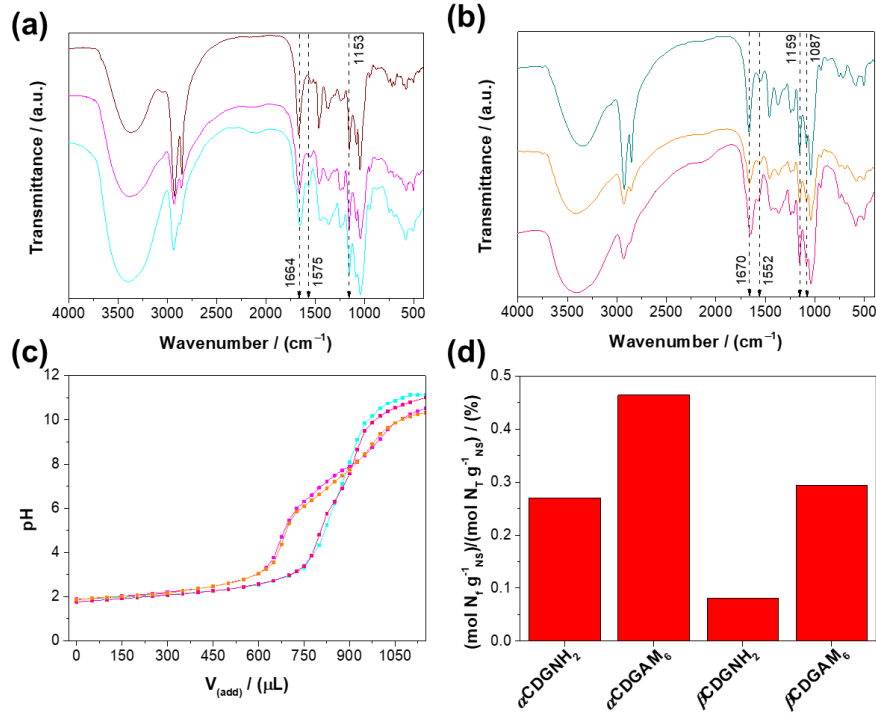 (a)
Transmittance / (a.u.)
1153
1664
1575
4000 3500 3000 2500 2000 1500 1000 500
Wavenumber / (cm⁻¹)
(b)
Transmittance / (a.u.)
1159
1087
1670
1552
4000 3500 3000 2500 2000 1500 1000 500
Wavenumber / (cm⁻¹)
(c)
pH
12
10
8
6
4
2
0
0 150 300 450 600 750 900 1050
V(add) / (µL)
(d)
(mol Nf g⁻¹NS)/(mol NT g⁻¹NS) / (%)
0.5
0.4
0.3
0.2
0.1
0.0
αCDGNH₂
αCDGAM₆
βCDGNH₂
βCDGAM₆